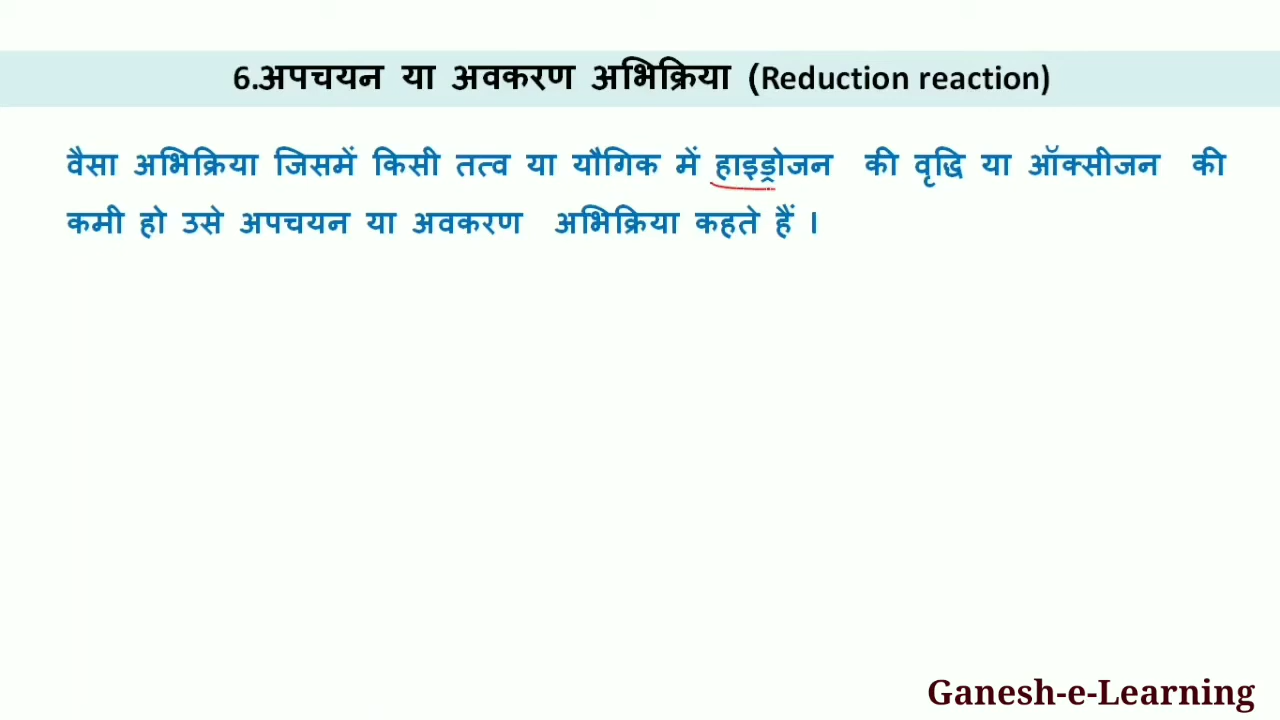 6.अपचयन या अवकरण अभिक्रिया (Reduction reaction)
वैसा अभिक्रिया जिसमें किसी तत्व या यौगिक में हाइड्रोजन की वृद्धि या ऑक्सीजन की
कमी हो उसे अपचयन या अवकरण अभिक्रिया कहते हैं ।
Ganesh-e-Learning